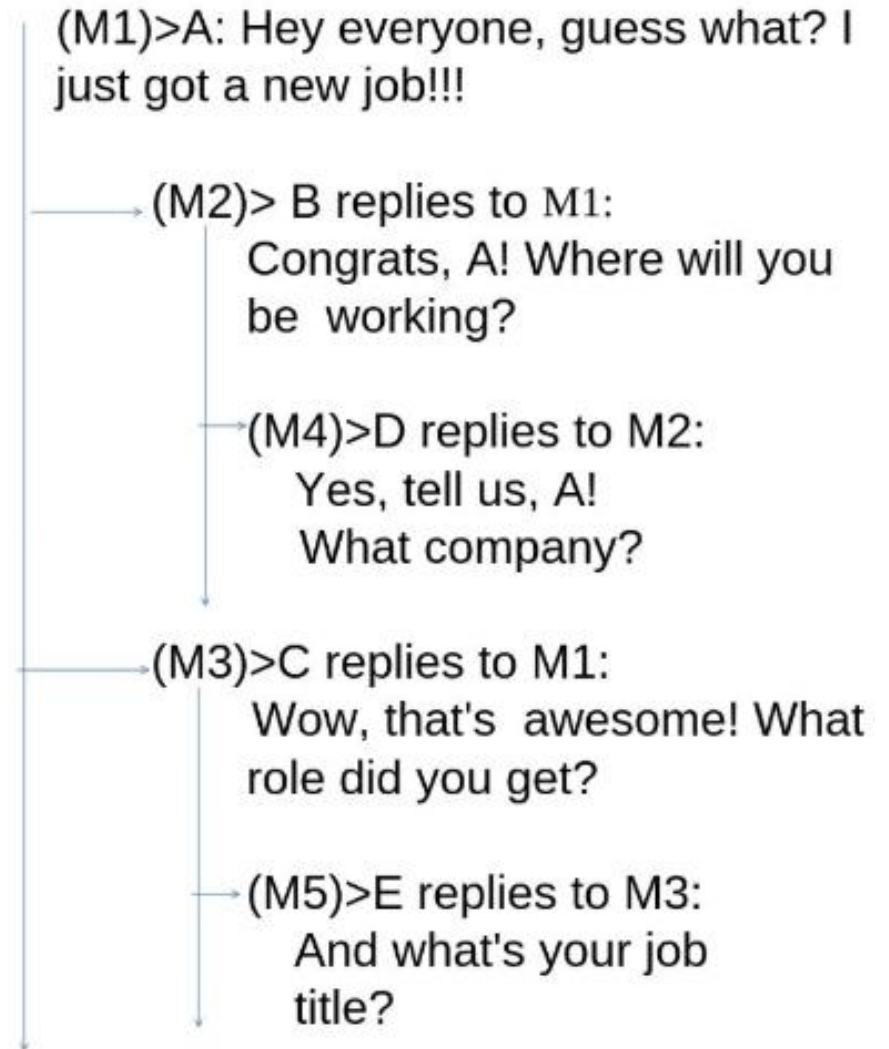 (M1)>A: Hey everyone, guess what? I
just got a new job!!!
(M2)> B replies to M1:
Congrats, A! Where will you
be working?
(M4)>D replies to M2:
Yes, tell us, A!
What company?
(M3)>C replies to M1:
Wow, that's awesome! What
role did you get?
(M5)>E replies to M3:
And what's your job
title?